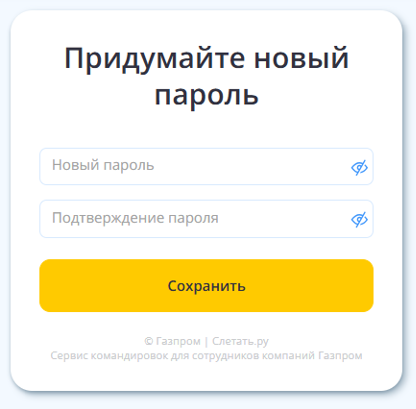 Придумайте новый
пароль
Новый пароль
Подтверждение пароля
Сохранить
© Газпром | Слетать.ру
Сервис командировок для сотрудников компаний Газпром